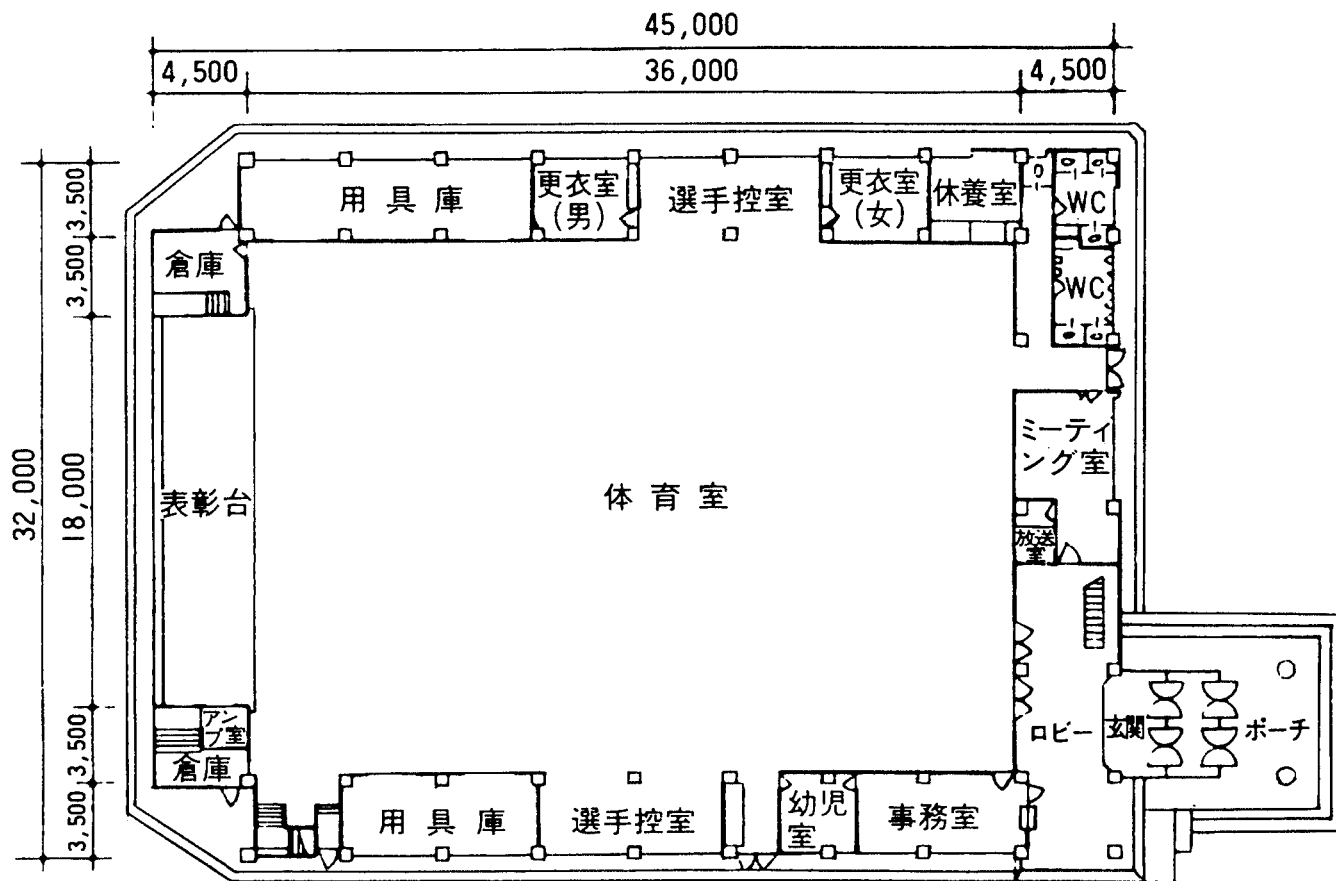 45,000
4,500
36,000
4,500
32,000
3,500
3,500
18,000
3,500
3,500
用具庫
更衣室
(男)
選手控室
更衣室
(女)
休養室
WC
WC
倉庫
表彰台
体育室
ミーティ
ング室
放送
室
アン
プ室
倉庫
ロビー
玄関
ポーチ
用具庫
選手控室
幼児
室
事務室